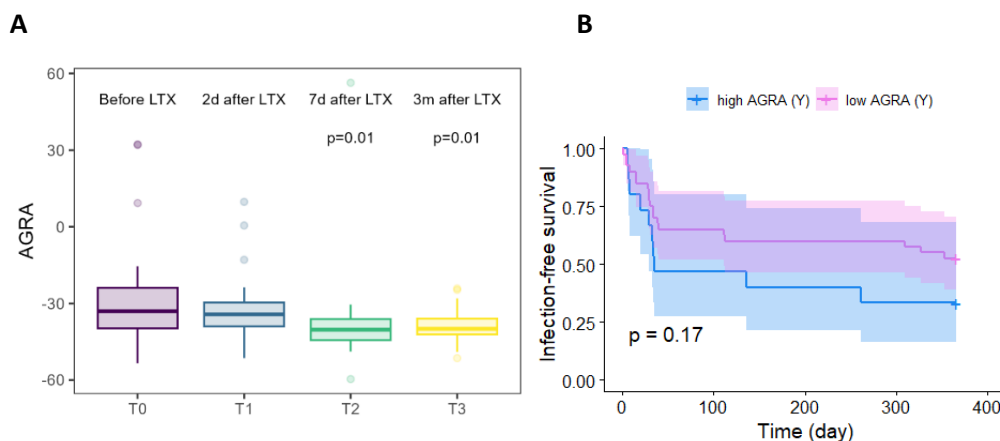 A
AGRA
60
30
0
-30
-60
Before LTX 2d after LTX 7d after LTX 3m after LTX
p=0.01 p=0.01
T0 T1 T2 T3
B
high AGRA (Y) low AGRA (Y)
Infection-free survival
1.00
0.75
0.50
0.25
0.00
p = 0.17
0 100 200 300 400
Time (day)